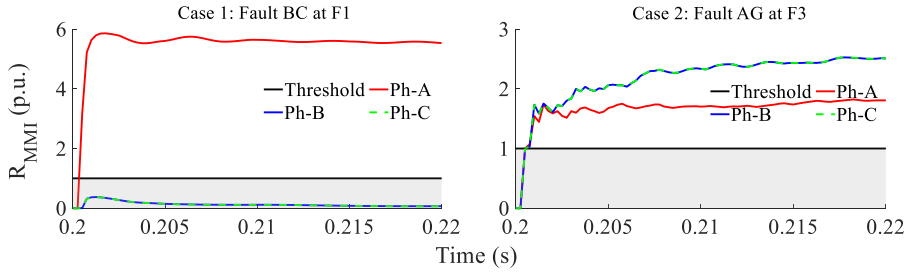 Case 1: Fault BC at F1
Case 2: Fault AG at F3
R_MMI (p.u.)
6
4
2
0
Threshold
Ph-A
Ph-B
Ph-C
0.2
0.205
0.21
0.215
0.22
3
2
1
0
Threshold
Ph-A
Ph-B
Ph-C
0.2
0.205
0.21
0.215
0.22
Time (s)